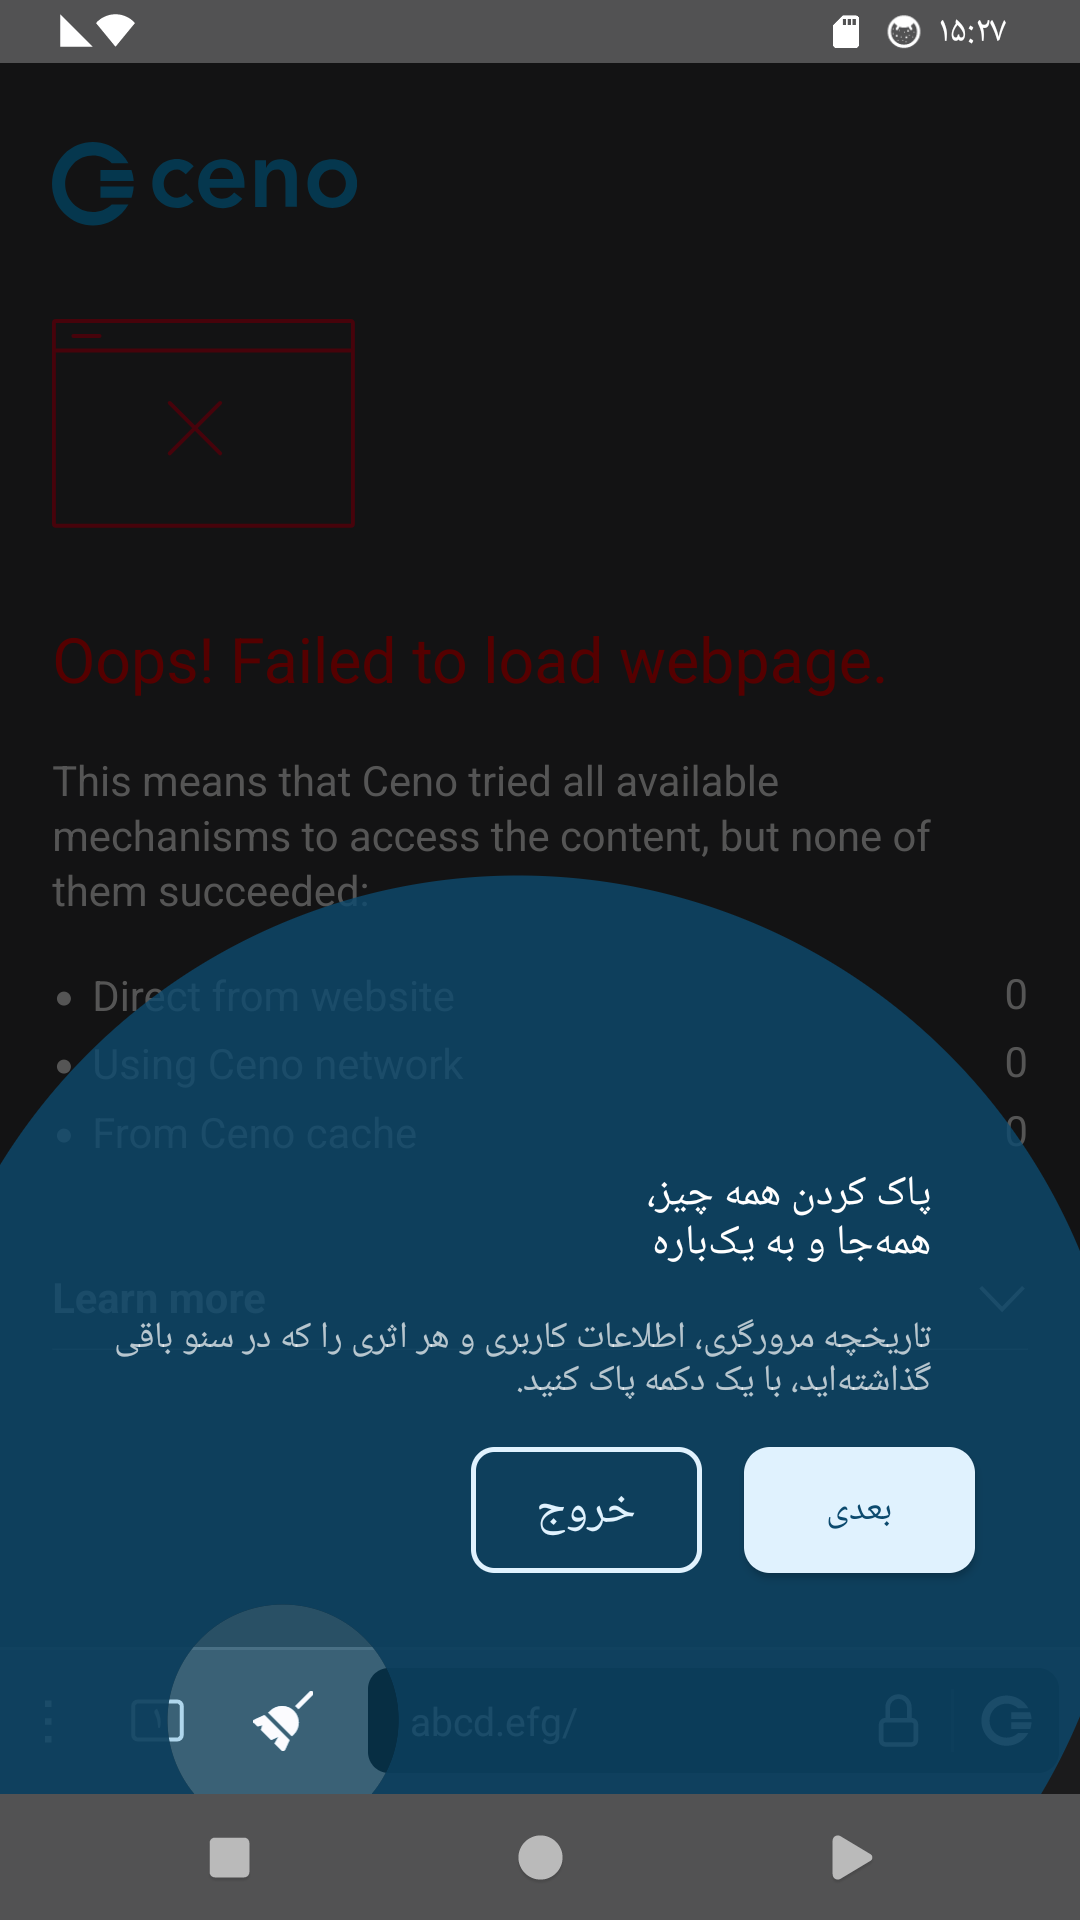 ۱۵:۲۷
ceno
Oops! Failed to load webpage.
This means that Ceno tried all available
mechanisms to access the content, but none of
them succeeded:
Direct from website 0
Using Ceno network 0
From Ceno cache 0
پاک کردن همه چیز،
همه‌جا و به یک‌باره
Learn more
تاریخچه مرورگری، اطلاعات کاربری و هر اثری را که در سنو باقی
گذاشته‌اید، با یک دکمه پاک کنید.
بعدی
خروج
۱
abcd.efg/